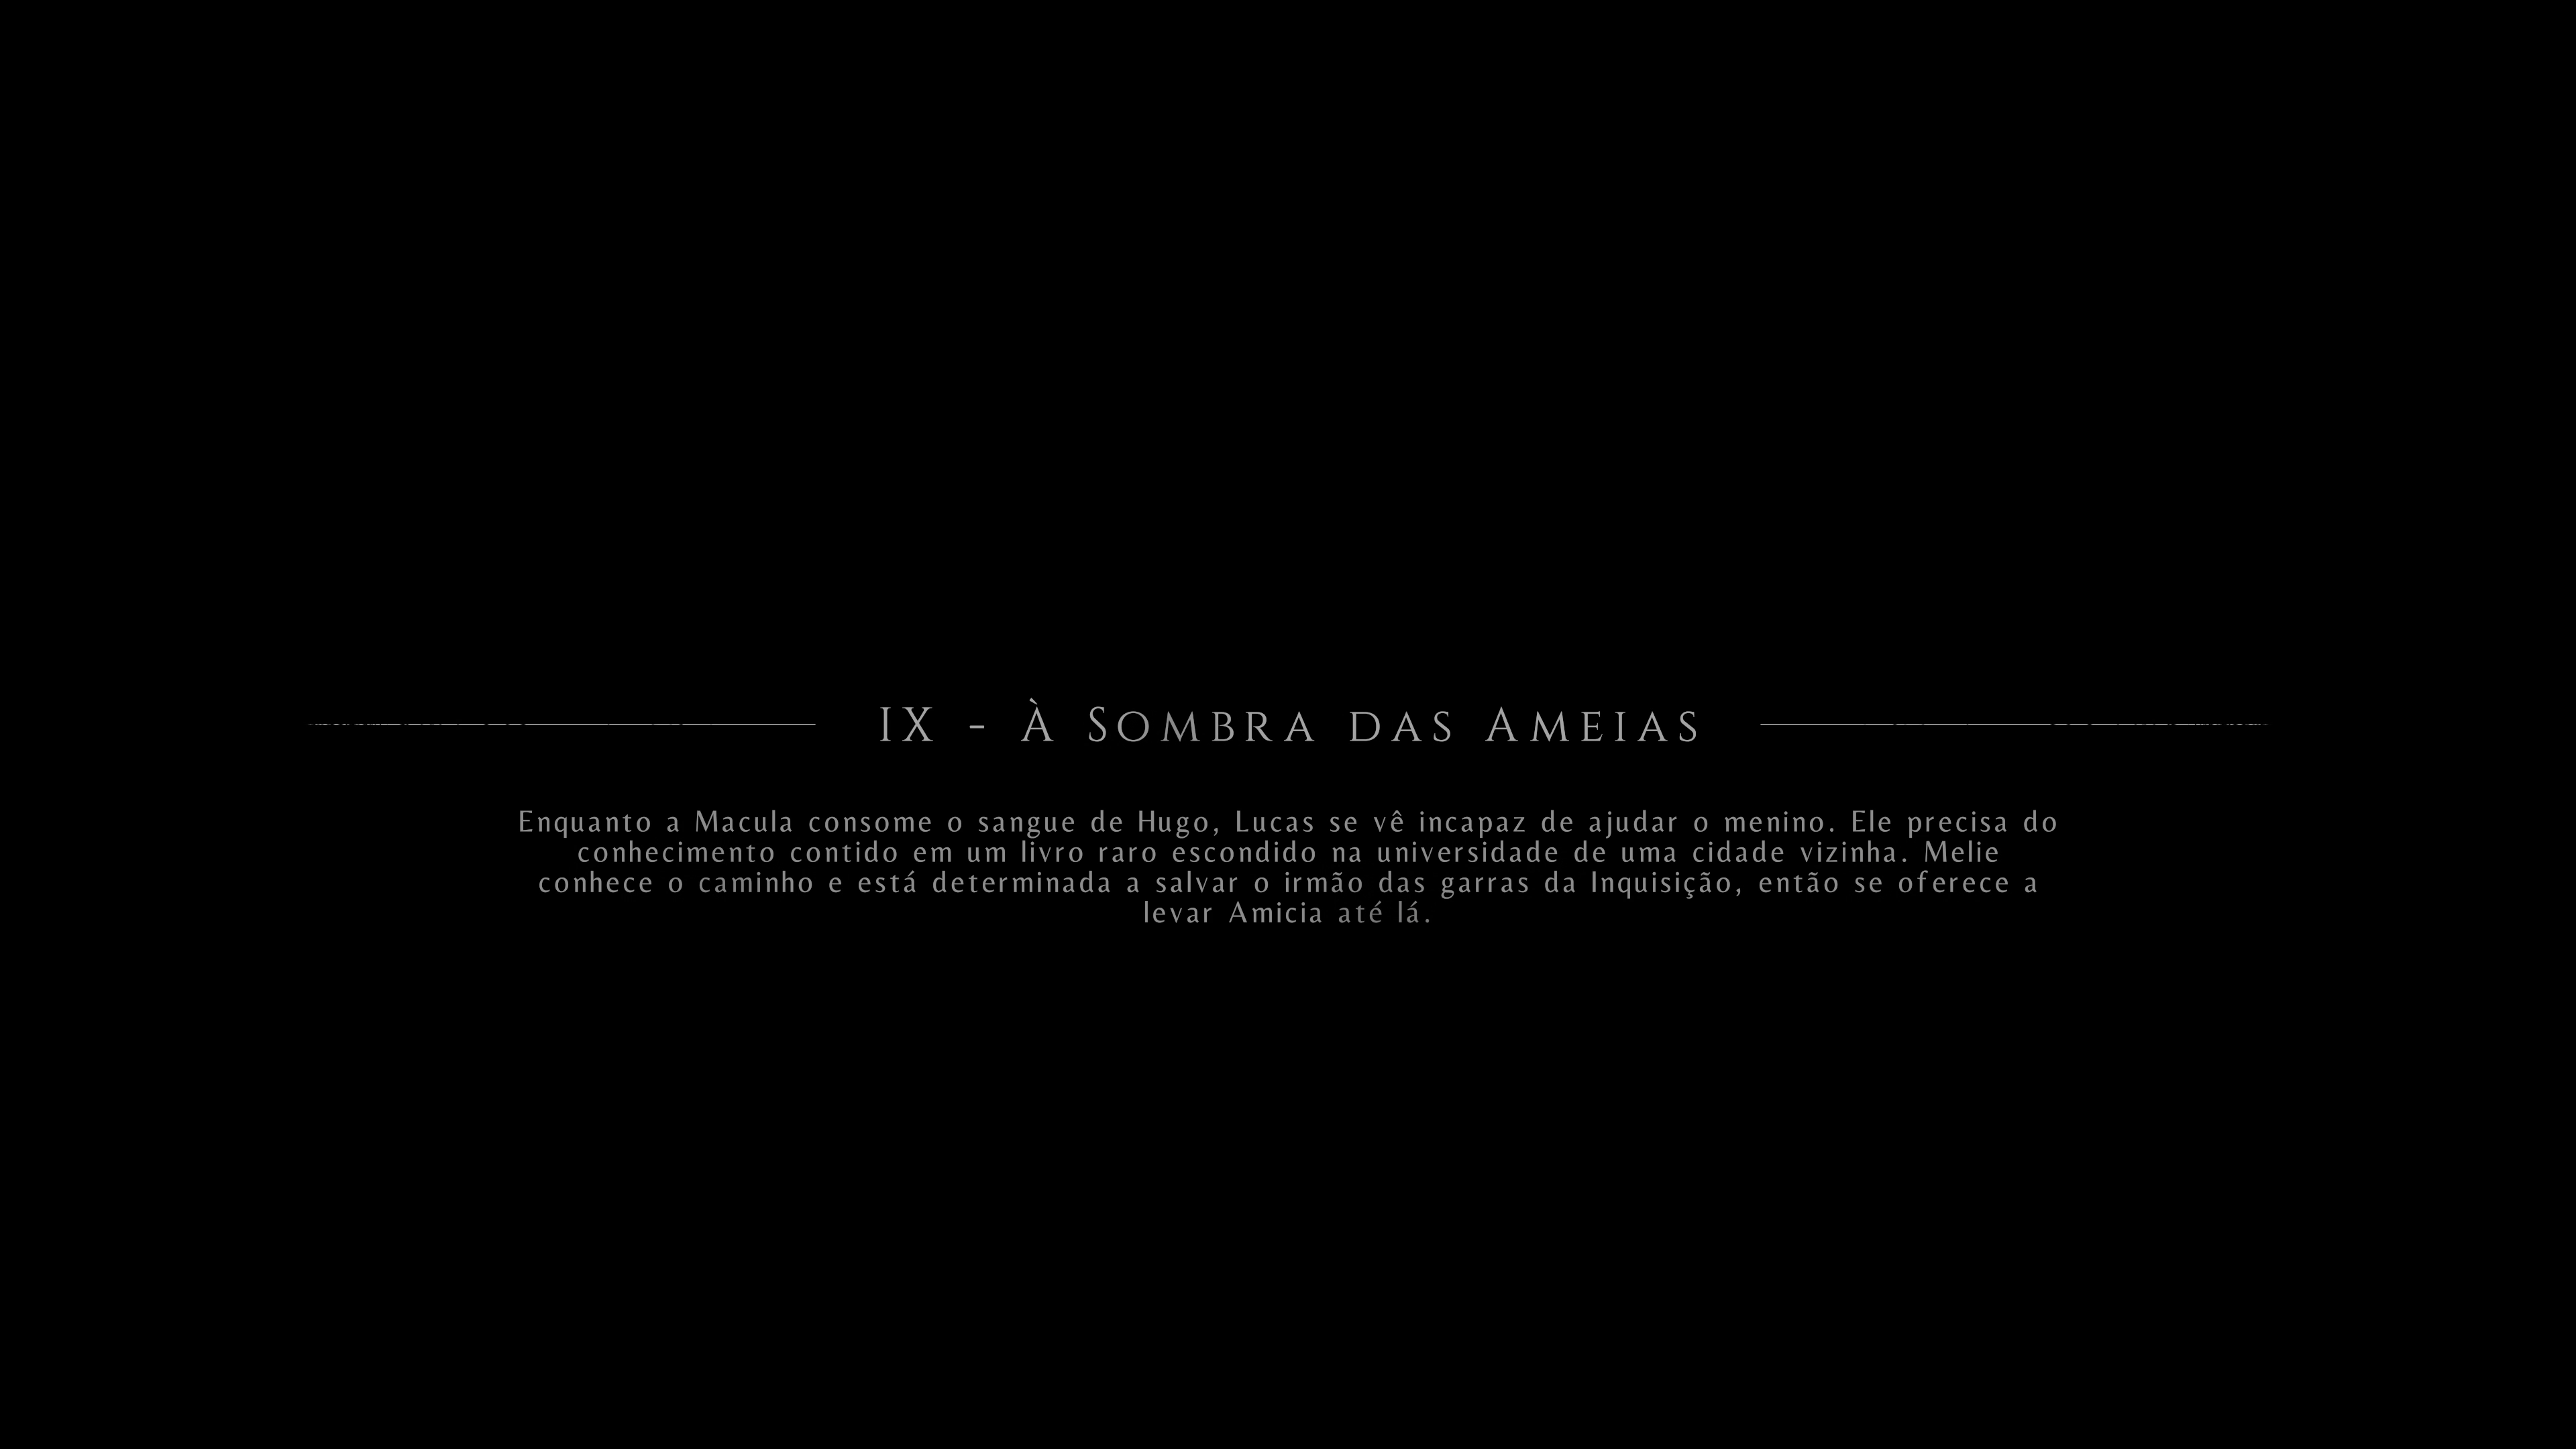 IX - À Sombra das Ameias
Enquanto a Macula consome o sangue de Hugo, Lucas se vê incapaz de ajudar o menino. Ele precisa do
conhecimento contido em um livro raro escondido na universidade de uma cidade vizinha. Melie
conhece o caminho e está determinada a salvar o irmão das garras da Inquisição, então se oferece a
levar Amicia até lá.